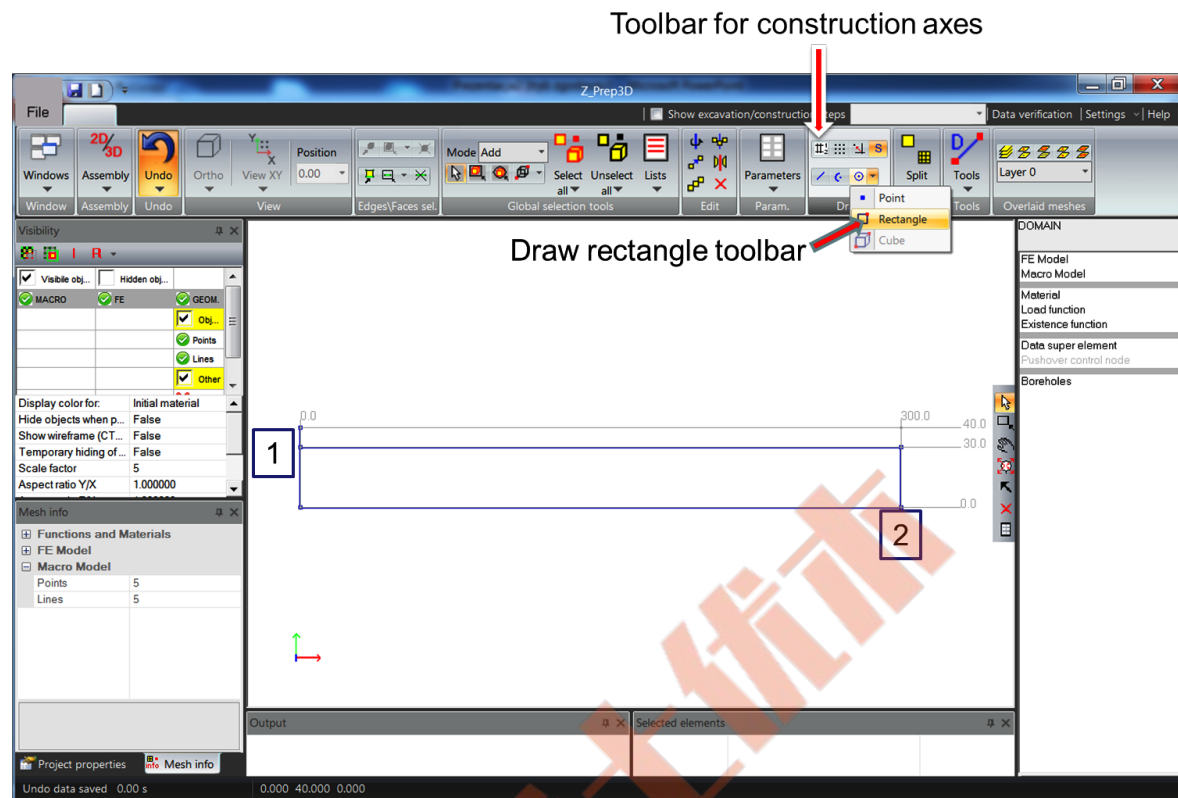 Toolbar for construction axes
Z_Prep3D
File
Show excavation/construction steps
Data verification | Settings
Help
2D/3D
Windows
Assembly
Undo
Ortho
View XY
Position
0.00
Mode Add
Select all
Unselect all
Lists
Parameters
Split
Tools
Layer 0
Window
Assembly
Undo
View
Edges\Faces sel.
Global selection tools
Edit
Param.
Dr
Tools
Overlaid meshes
Point
Rectangle
Cube
Draw rectangle toolbar
Visibility
Visibile obj...
Hidden obj...
MACRO
FE
GEOM.
Obj...
Points
Lines
Other
Display color for: Initial material
Hide objects when p... False
Show wireframe (CT... False
Temporary hiding of ... False
Scale factor 5
Aspect ratio Y/X 1.000000
Mesh info
Functions and Materials
FE Model
Macro Model
Points 5
Lines 5
0.0
300.0
40.0
30.0
0.0
1
2
Y
X
DOMAIN
FE Model
Macro Model
Material
Load function
Existence function
Data super element
Pushover control node
Boreholes
Output
Selected elements
Project properties
Mesh info
Undo data saved 0.00 s
0.000 40.000 0.000